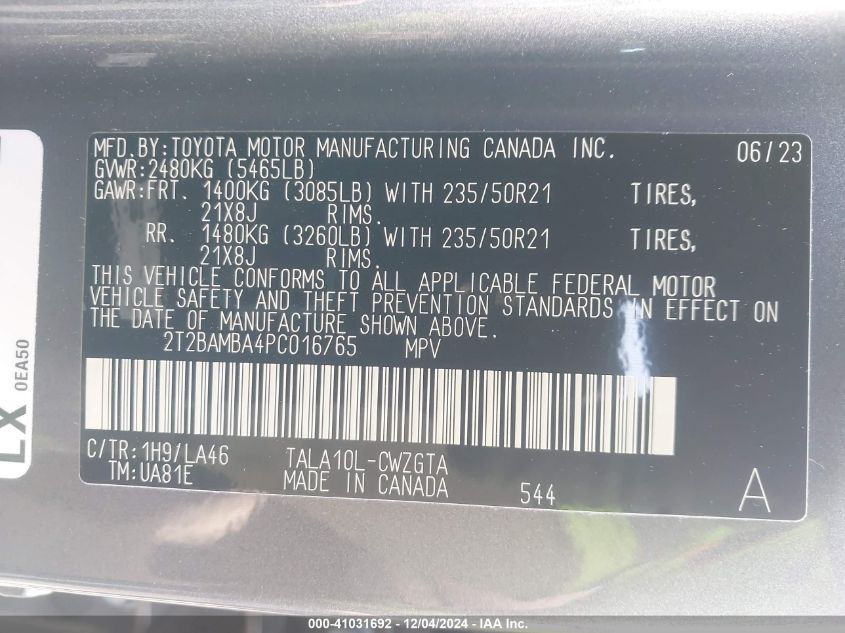 MFD.BY:TOYOTA MOTOR MANUFACTURING CANADA INC. 06/23
GVWR:2480KG (5465LB)
GAWR:FRT. 1400KG (3085LB) WITH 235/50R21 TIRES,
21X8J RIMS.
RR. 1480KG (3260LB) WITH 235/50R21 TIRES,
21X8J RIMS.
THIS VEHICLE CONFORMS TO ALL APPLICABLE FEDERAL MOTOR
VEHICLE SAFETY AND THEFT PREVENTION STANDARDS IN EFFECT ON
THE DATE OF MANUFACTURE SHOWN ABOVE.
2T2BAMBA4PC016765 MPV
C/TR:1H9/LA46 TALA10L-CWZGTA
TM:UA81E MADE IN CANADA 544 A
LX
0EA50
000-41031692 - 12/04/2024 - IAA Inc.